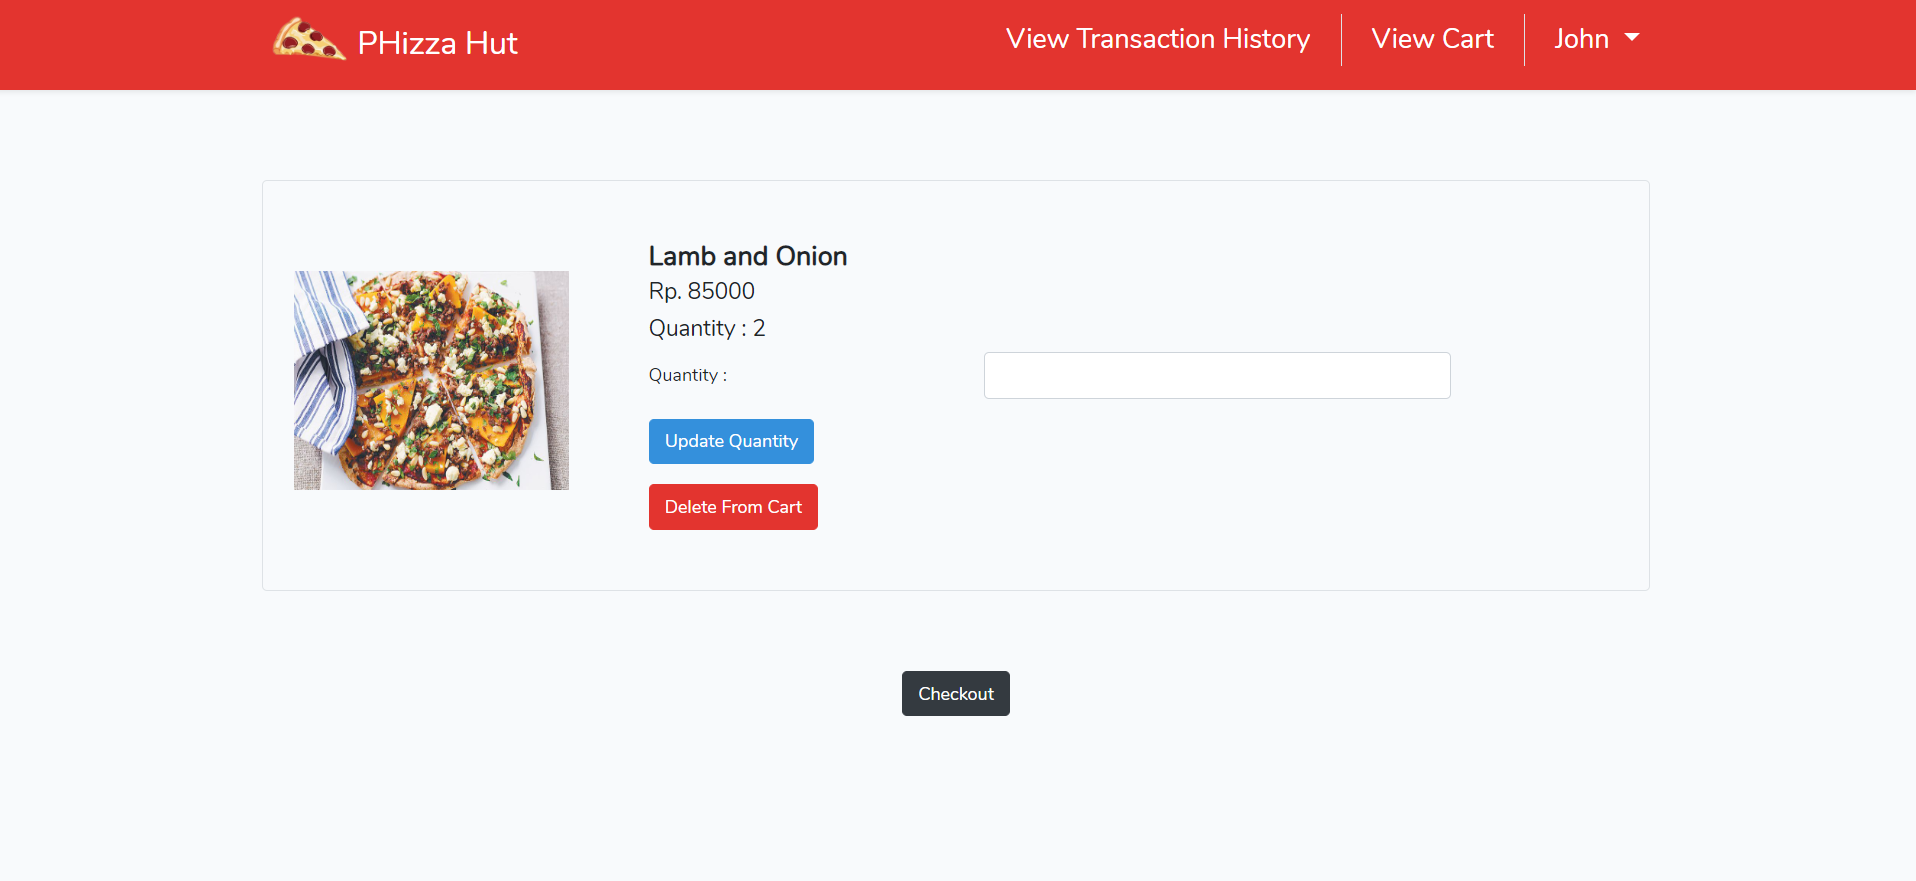 PHizza Hut
View Transaction History
View Cart
John
Lamb and Onion
Rp. 85000
Quantity : 2
Quantity :
Update Quantity
Delete From Cart
Checkout